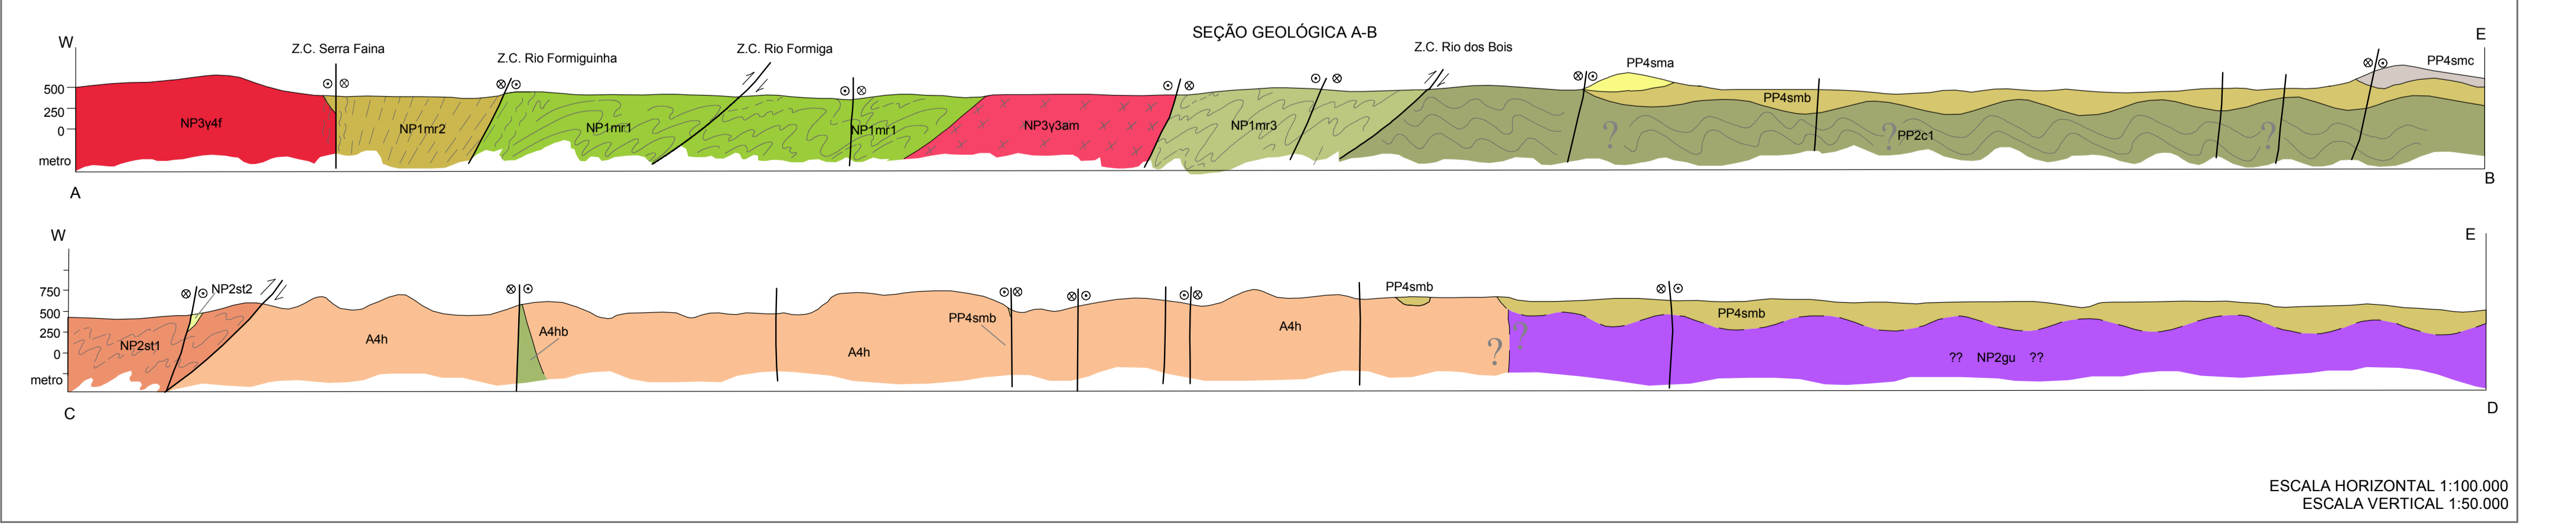 SEÇÃO GEOLÓGICA A-B
W
E
Z.C. Serra Faina
Z.C. Rio Formiguinha
Z.C. Rio Formiga
Z.C. Rio dos Bois
PP4sma
PP4smc
500
250
0
metro
NP3γ4f
NP1mr2
NP1mr1
NP1mr1
NP3γ3am
NP1mr3
PP4smb
?
?
PP2c1
?
A
B
W
E
750
500
250
0
metro
NP2st2
NP2st1
A4h
A4hb
A4h
PP4smb
A4h
PP4smb
?
?
PP4smb
?? NP2gu ??
C
D
ESCALA HORIZONTAL 1:100.000
ESCALA VERTICAL 1:50.000